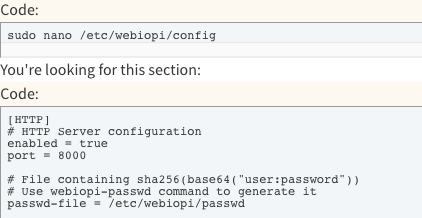 Code:
sudo nano /etc/webiopi/config
You're looking for this section:
Code:
[HTTP]
# HTTP Server configuration
enabled = true
port = 8000
# File containing sha256(base64("user:password"))
# Use webiopi-passwd command to generate it
passwd-file = /etc/webiopi/passwd